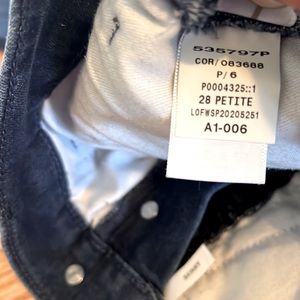 535797P
COR/083688
P/6
P0004325::1
28 PETITE
LOFWSP20205251
A1-006